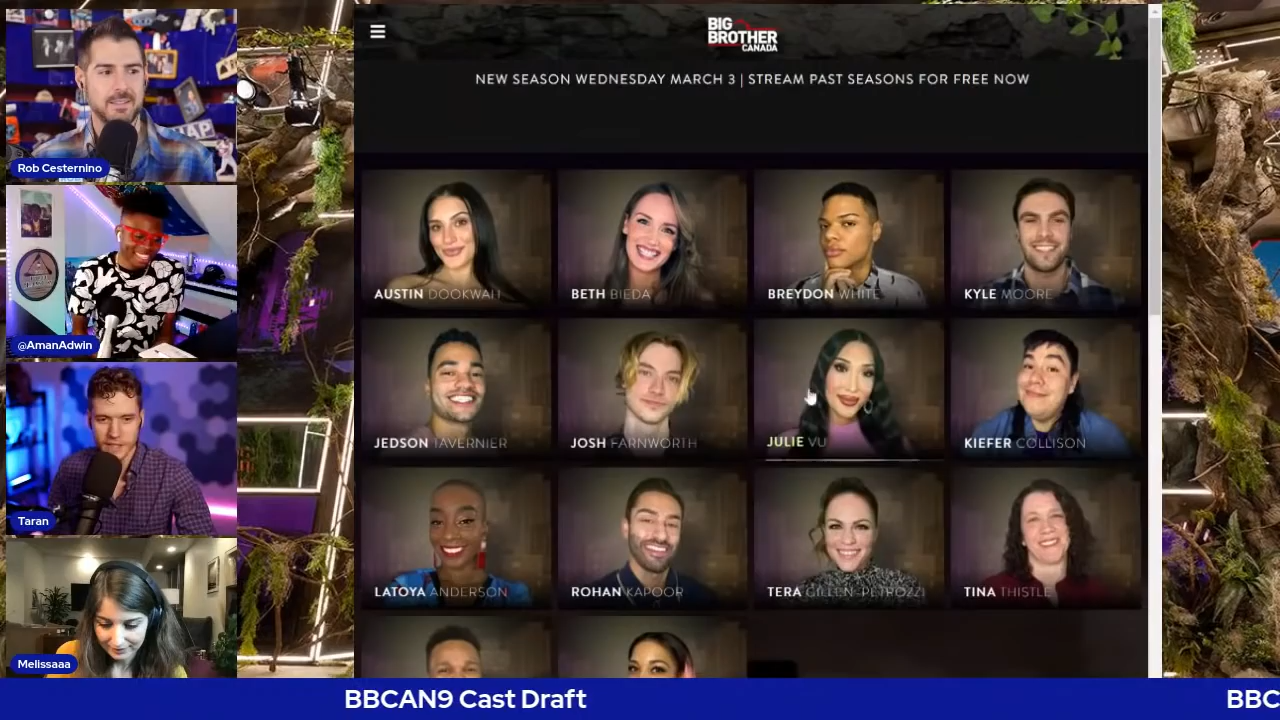 BIG
BROTHER
CANADA
NEW SEASON WEDNESDAY MARCH 3 | STREAM PAST SEASONS FOR FREE NOW
Rob Cesternino
@AmanAdwin
Taran
Melissaaa
AUSTIN DOOKWAH
BETH BIEDA
BREYDON WHITE
KYLE MOORE
JEDSON TAVERNIER
JOSH FARNWORTH
JULIE VU
KIEFER COLLISON
LATOYA ANDERSON
ROHAN KAPOOR
TERA GILLEN-PETROZZI
TINA THISTLE
BBCAN9 Cast Draft
BBC